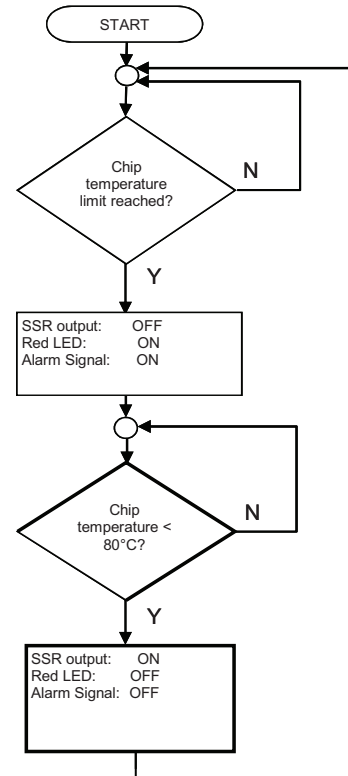 START
Chip
temperature
limit reached?
N
Y
SSR output: OFF
Red LED: ON
Alarm Signal: ON
Chip
temperature <
80°C?
N
Y
SSR output: ON
Red LED: OFF
Alarm Signal: OFF